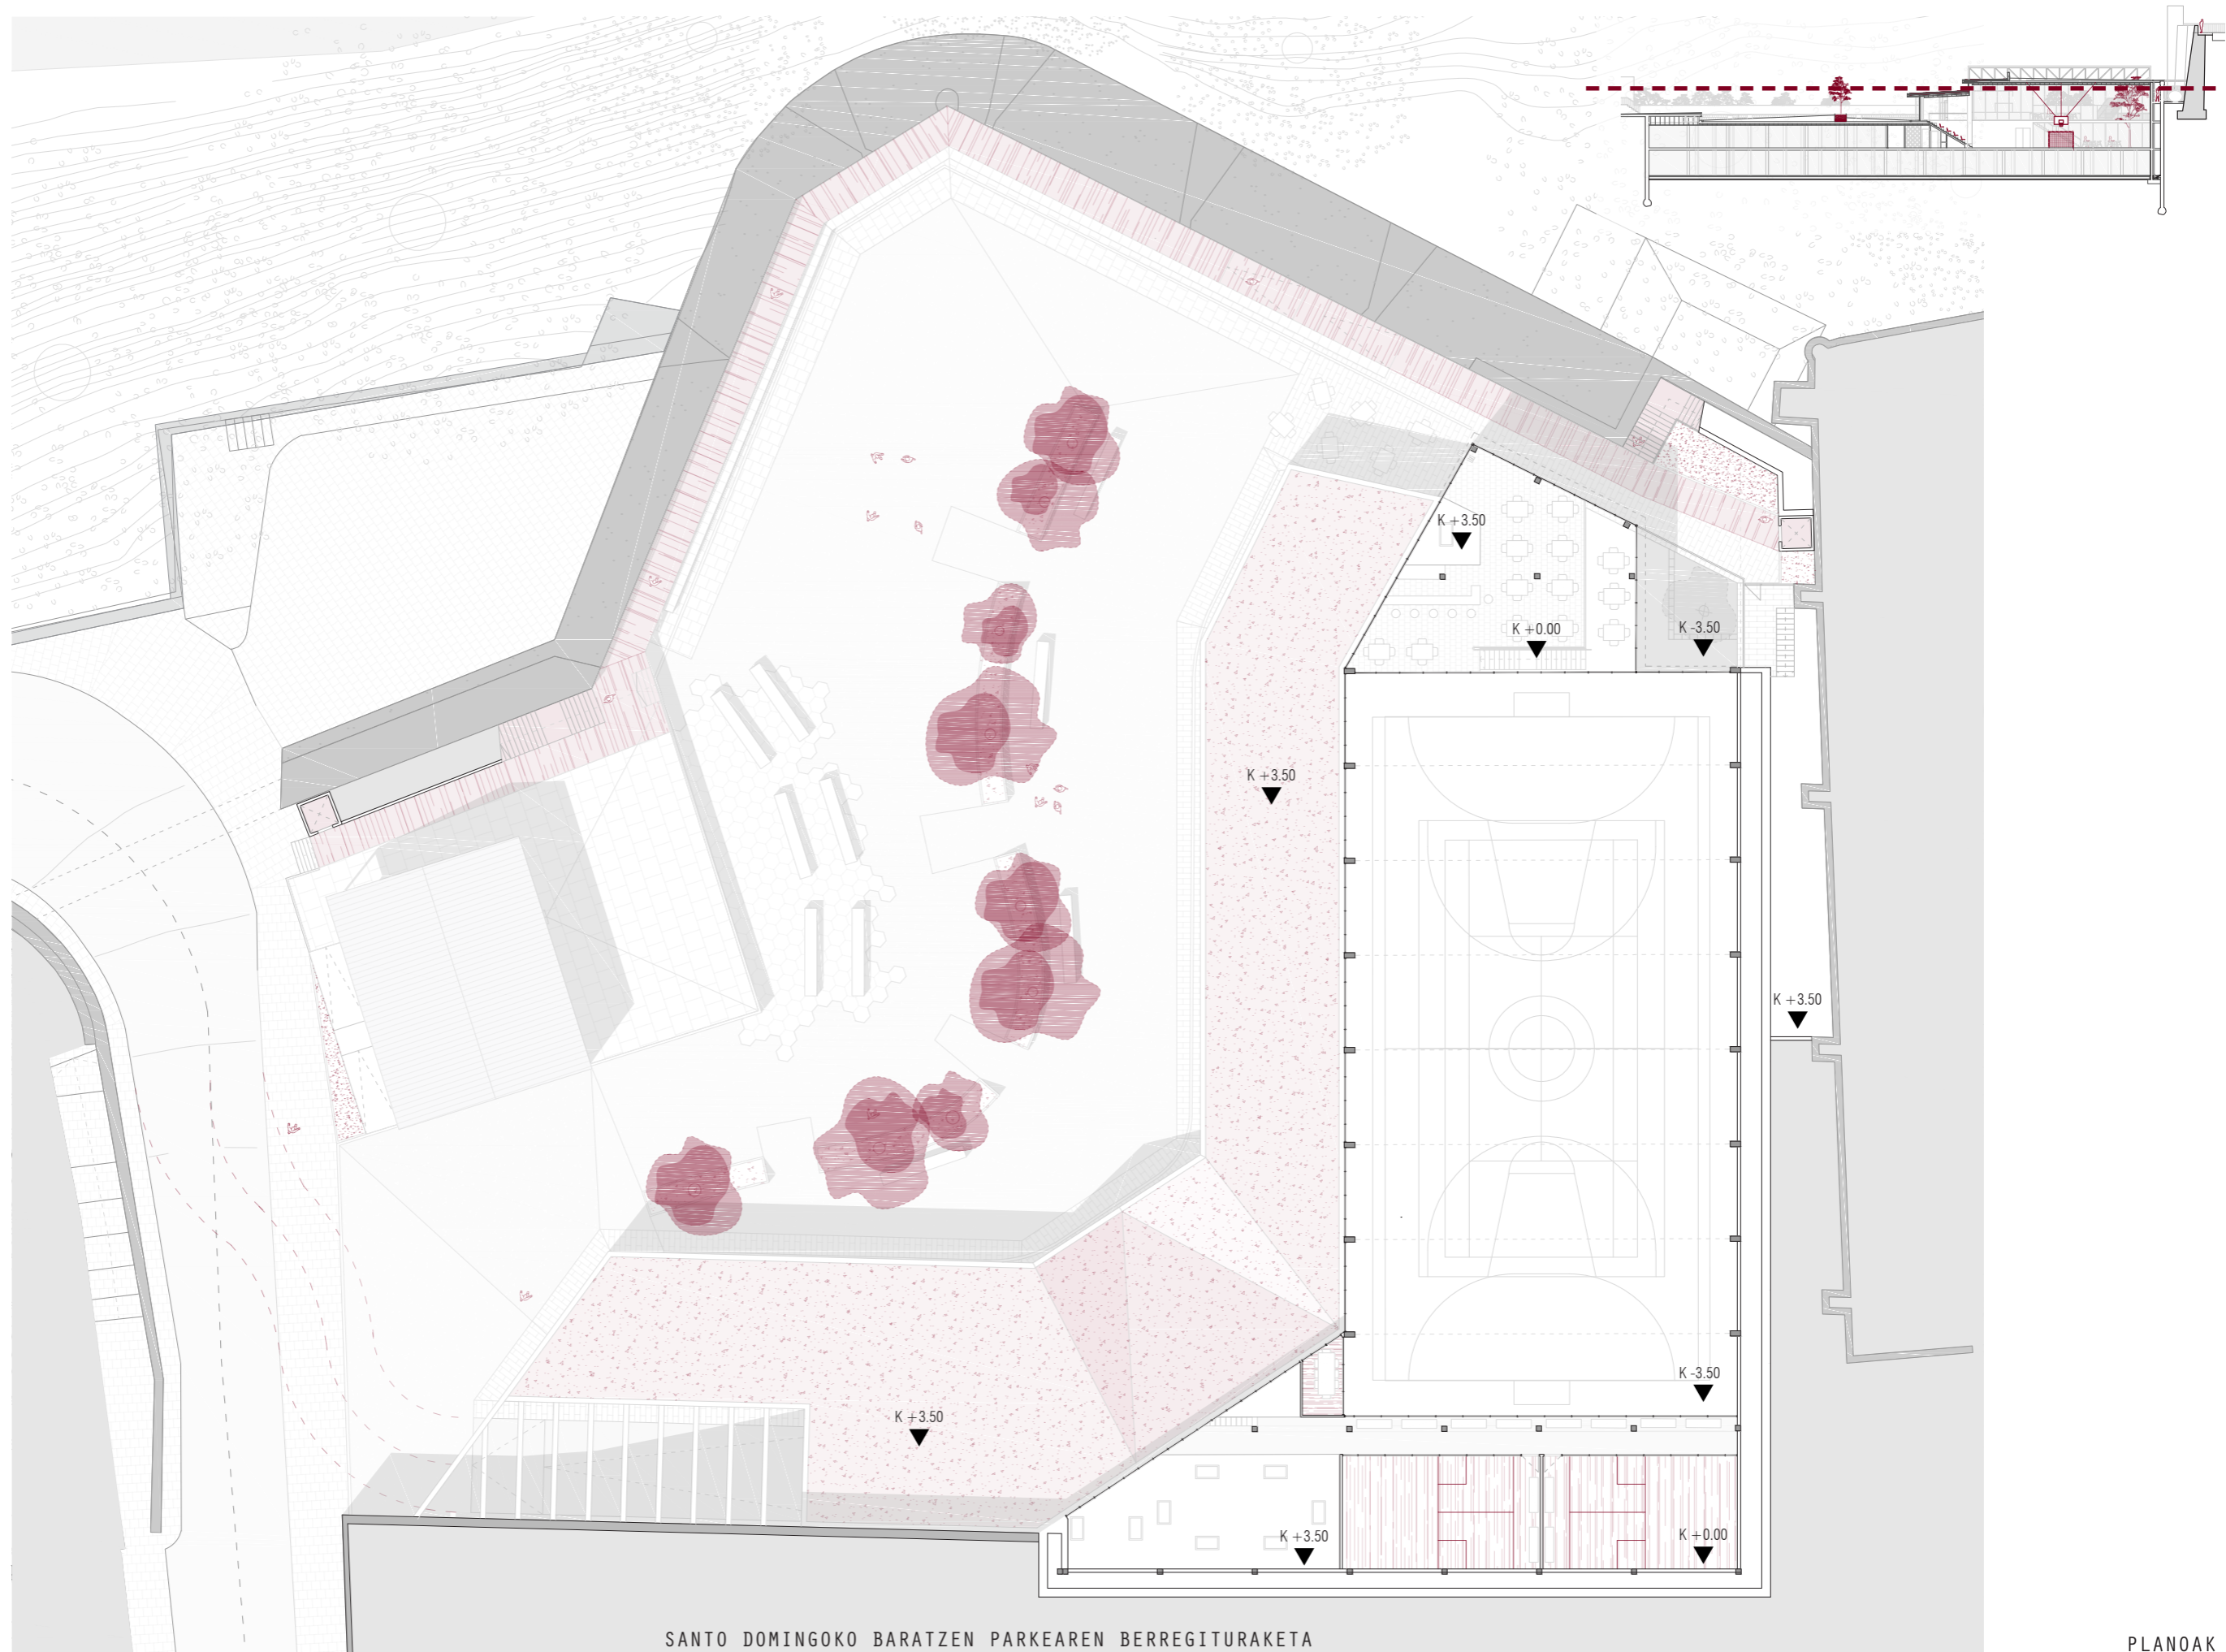 K +3.50
K +0.00
K -3.50
K +3.50
K +3.50
K -3.50
K +3.50
K +3.50
K +0.00
SANTO DOMINGOKO BARATZEN PARKEAREN BERREGITURAKETA
PLANOAK